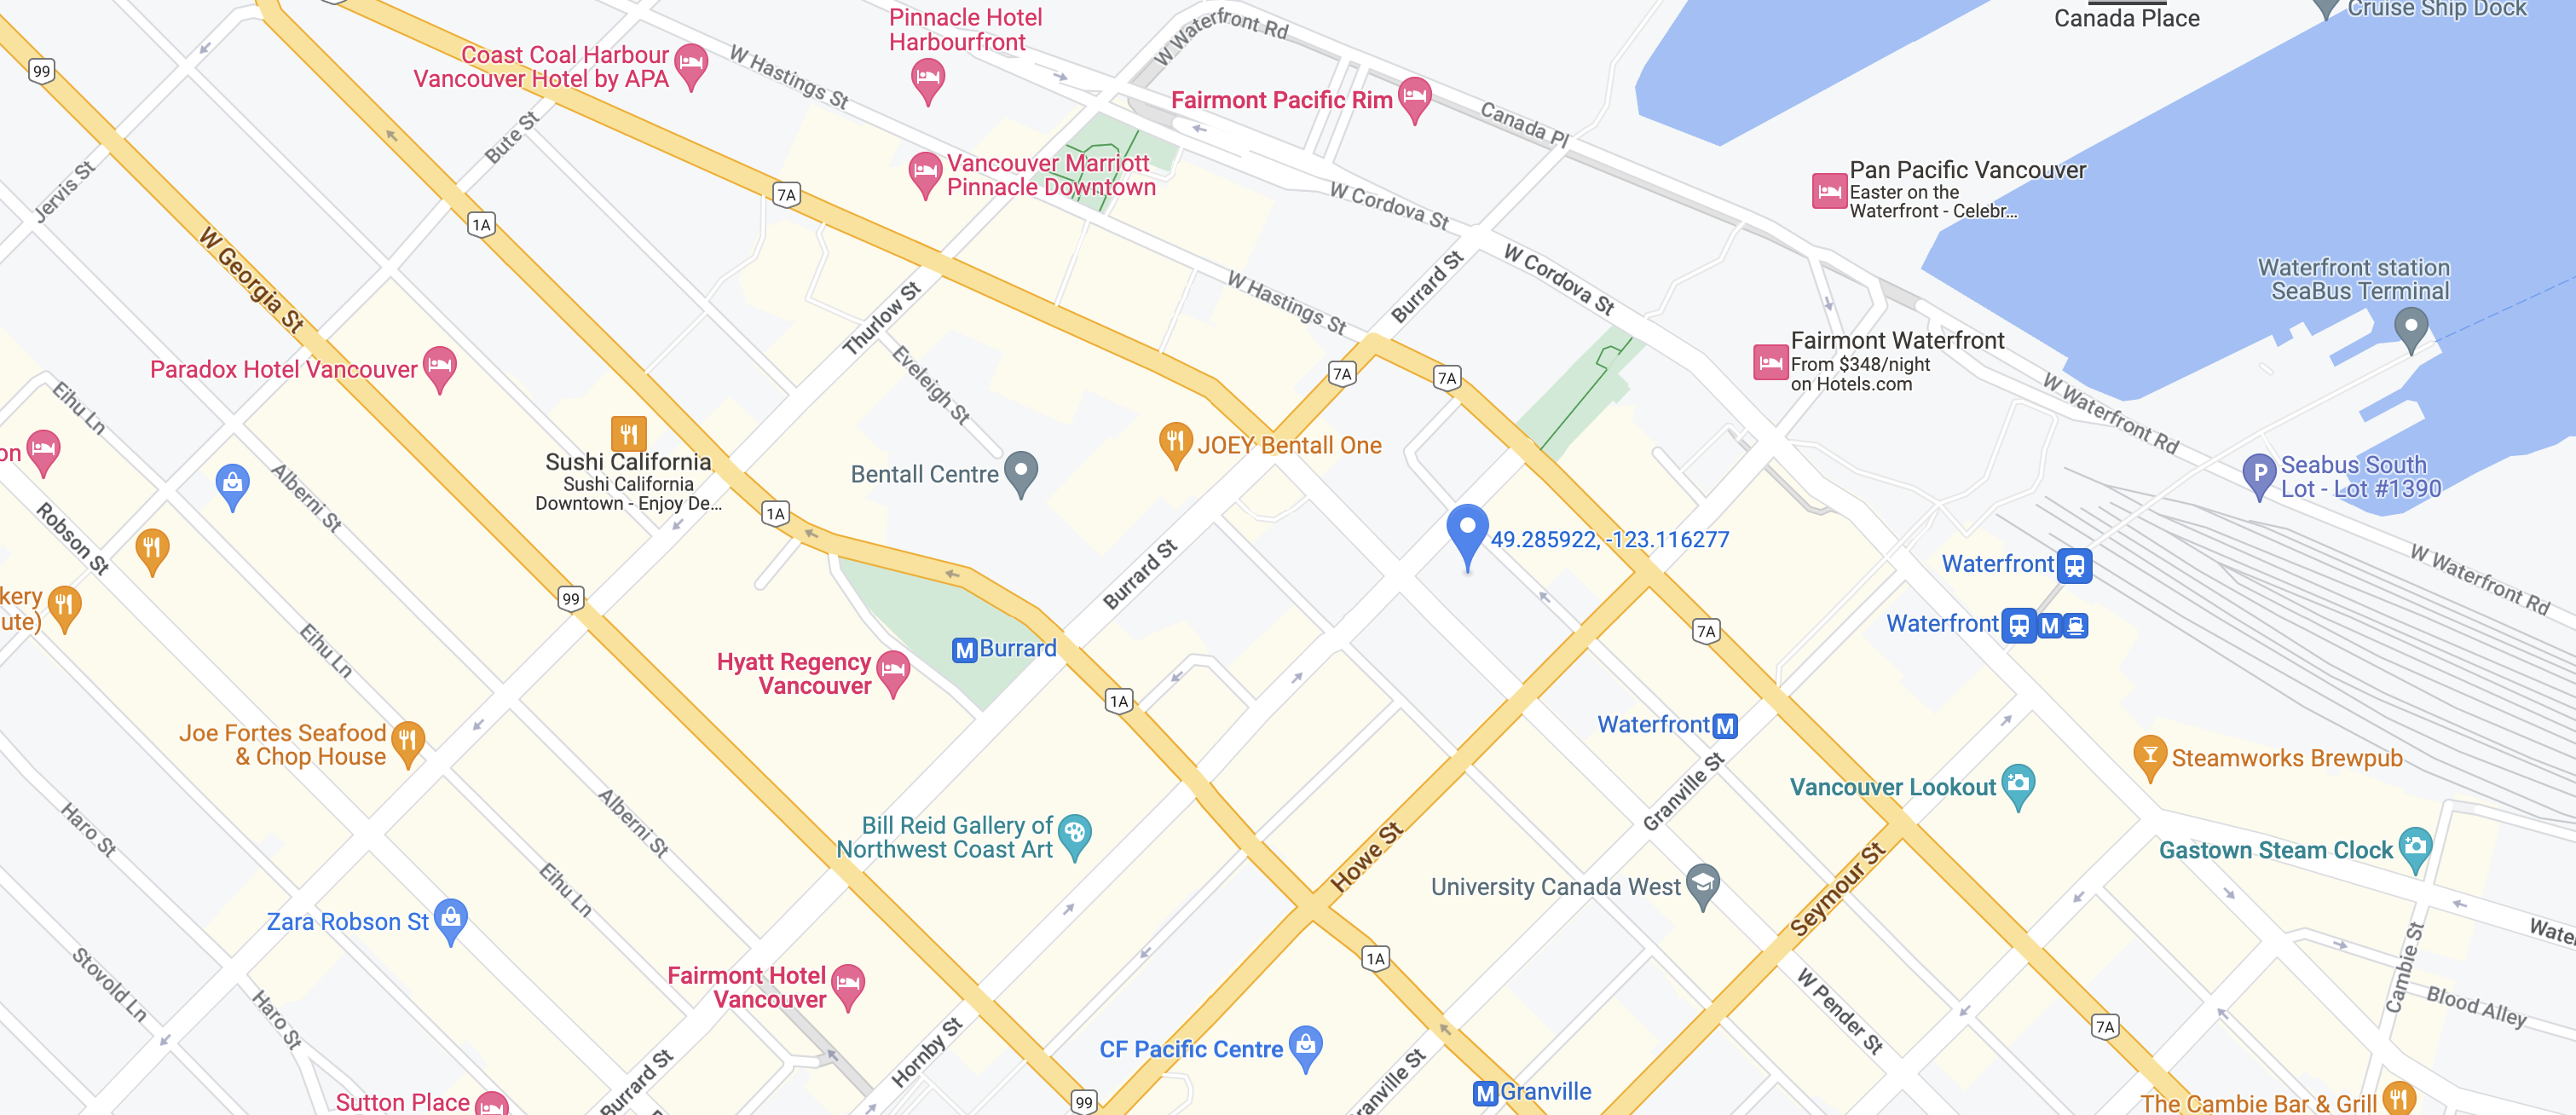 Canada Place
Cruise Ship Dock
Pinnacle Hotel
Harbourfront
W Waterfront Rd
Coast Coal Harbour
Vancouver Hotel by APA
W Hastings St
99
Fairmont Pacific Rim
Canada Pl
Bute St
Vancouver Marriott
Pinnacle Downtown
Pan Pacific Vancouver
Easter on the
Waterfront - Celebr...
7A
Jervis St
1A
W Cordova St
W Georgia St
W Cordova St
Waterfront station
SeaBus Terminal
W Hastings St
Burrard St
Thurlow St
Fairmont Waterfront
From $348/night
on Hotels.com
Paradox Hotel Vancouver
7A
7A
Eveleigh St
Eihu Ln
W Waterfront Rd
on
Sushi California
Sushi California
Downtown - Enjoy De...
JOEY Bentall One
Bentall Centre
Seabus South
Lot - Lot #1390
Alberni St
Robson St
1A
49.285922, -123.116277
Waterfront
W Waterfront Rd
Burrard St
99
kery
ute)
Waterfront
M
7A
Eihu Ln
M Burrard
Hyatt Regency
Vancouver
1A
Waterfront M
Joe Fortes Seafood
& Chop House
Steamworks Brewpub
Vancouver Lookout
Granville St
Haro St
Alberni St
Bill Reid Gallery of
Northwest Coast Art
Howe St
Gastown Steam Clock
University Canada West
Seymour St
Eihu Ln
Zara Robson St
Water
1A
Cambie St
Stovold Ln
Fairmont Hotel
Vancouver
Haro St
W Pender St
Blood Alley
7A
CF Pacific Centre
Hornby St
Burrard St
ranville St
99
M Granville
Sutton Place
The Cambie Bar & Grill
P